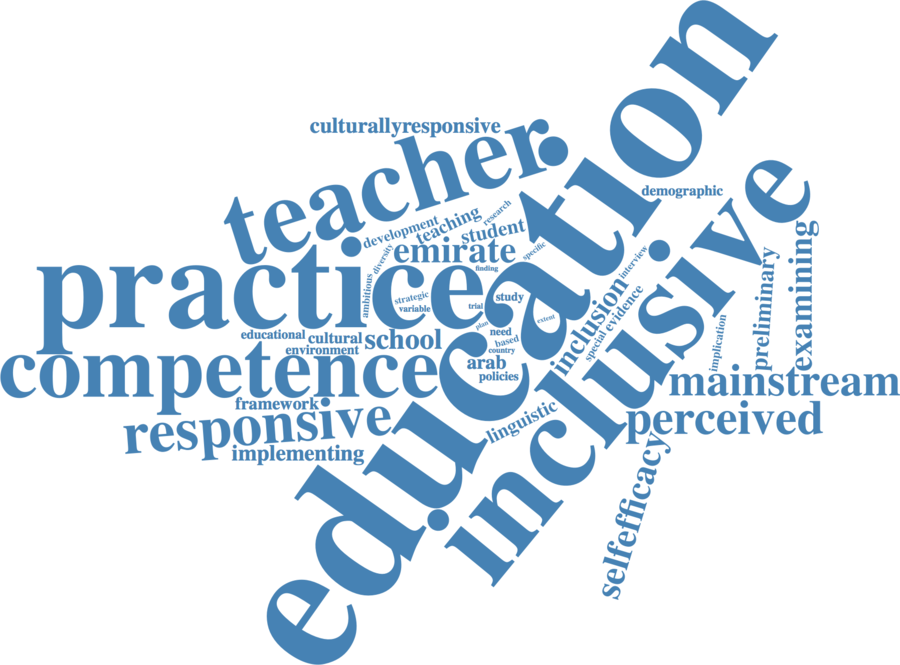 education
culturallyresponsive
teacher
demographic
research
teaching
development
student
diversity
emirate
specific
finding
interview
inclusive
practice
ambitious
strategic
variable
trial
study
examining
preliminary
educational
cultural
environment
school
plan
need
based
country
extent
inclusion
special
evidence
implication
competence
arab
policies
mainstream
framework
responsive
implementing
linguistic
perceived
selfefficacy